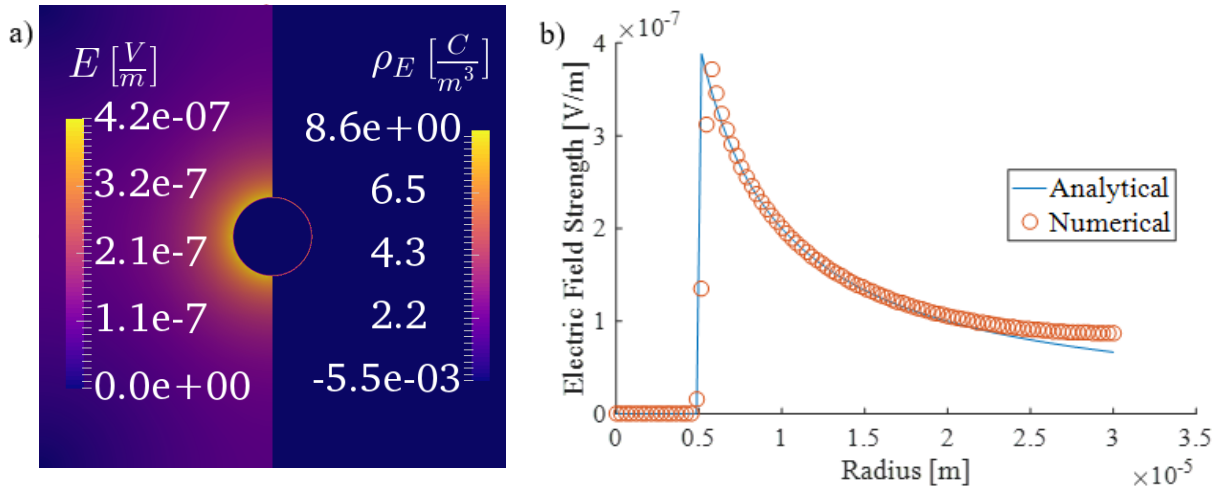 a)
E [V/m]
4.2e-07
3.2e-7
2.1e-7
1.1e-7
0.0e+00
ρ_E [C/m³]
8.6e+00
6.5
4.3
2.2
-5.5e-03
b)
×10⁻⁷
Electric Field Strength [V/m]
4
3
2
1
0
Analytical
Numerical
0 0.5 1 1.5 2 2.5 3 3.5
Radius [m]
×10⁻⁵